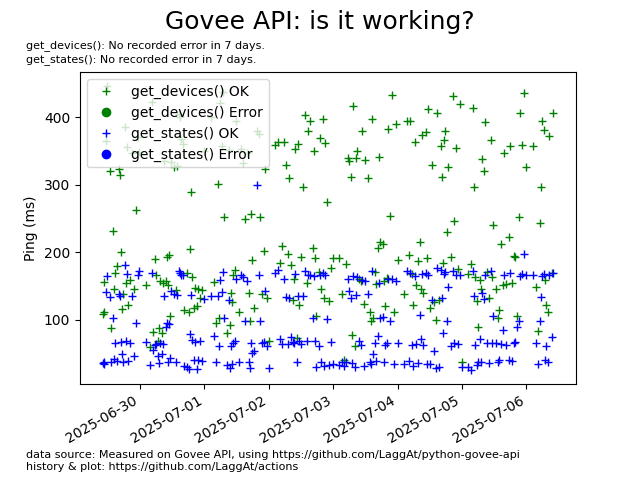 Govee API: is it working?
get_devices(): No recorded error in 7 days.
get_states(): No recorded error in 7 days.
get_devices() OK
get_devices() Error
get_states() OK
get_states() Error
Ping (ms)
400
300
200
100
2025-06-30
2025-07-01
2025-07-02
2025-07-03
2025-07-04
2025-07-05
2025-07-06
data source: Measured on Govee API, using https://github.com/LaggAt/python-govee-api
history & plot: https://github.com/LaggAt/actions